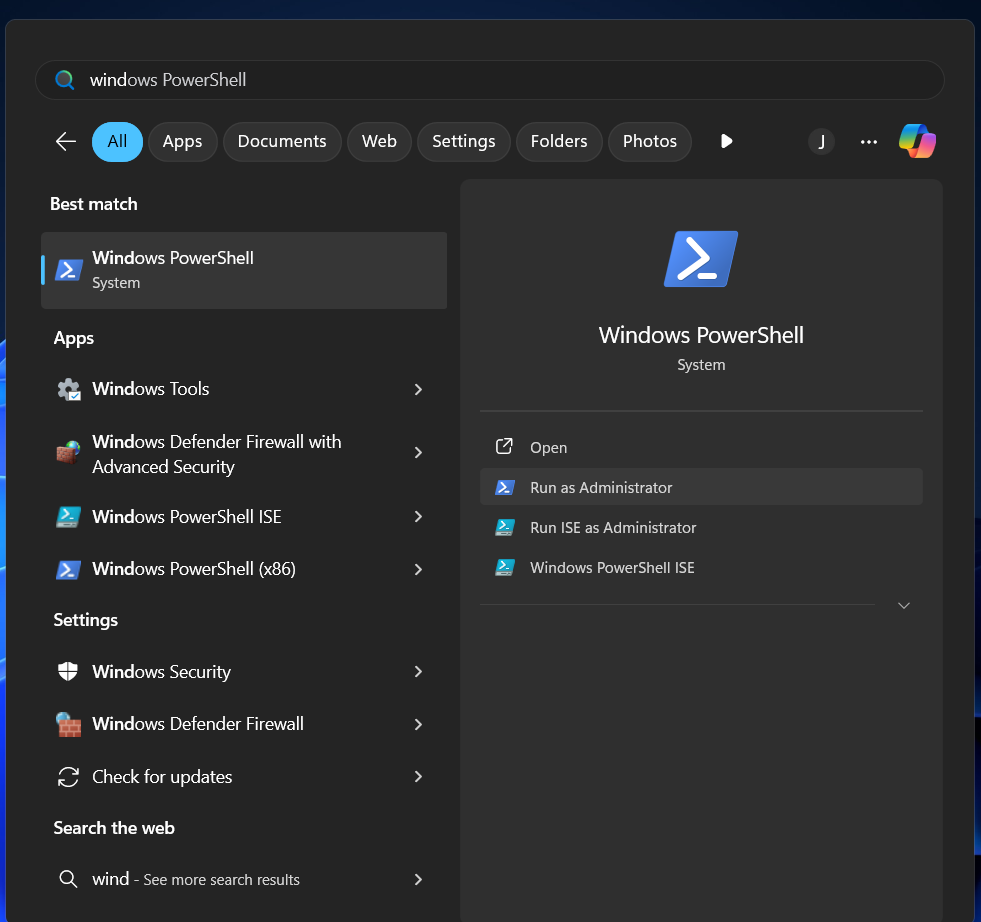 windows PowerShell
All Apps Documents Web Settings Folders Photos J ...
Best match
Windows PowerShell
System
Apps
Windows Tools
Windows Defender Firewall with
Advanced Security
Windows PowerShell ISE
Windows PowerShell (x86)
Settings
Windows Security
Windows Defender Firewall
Check for updates
Search the web
wind - See more search results
Windows PowerShell
System
Open
Run as Administrator
Run ISE as Administrator
Windows PowerShell ISE